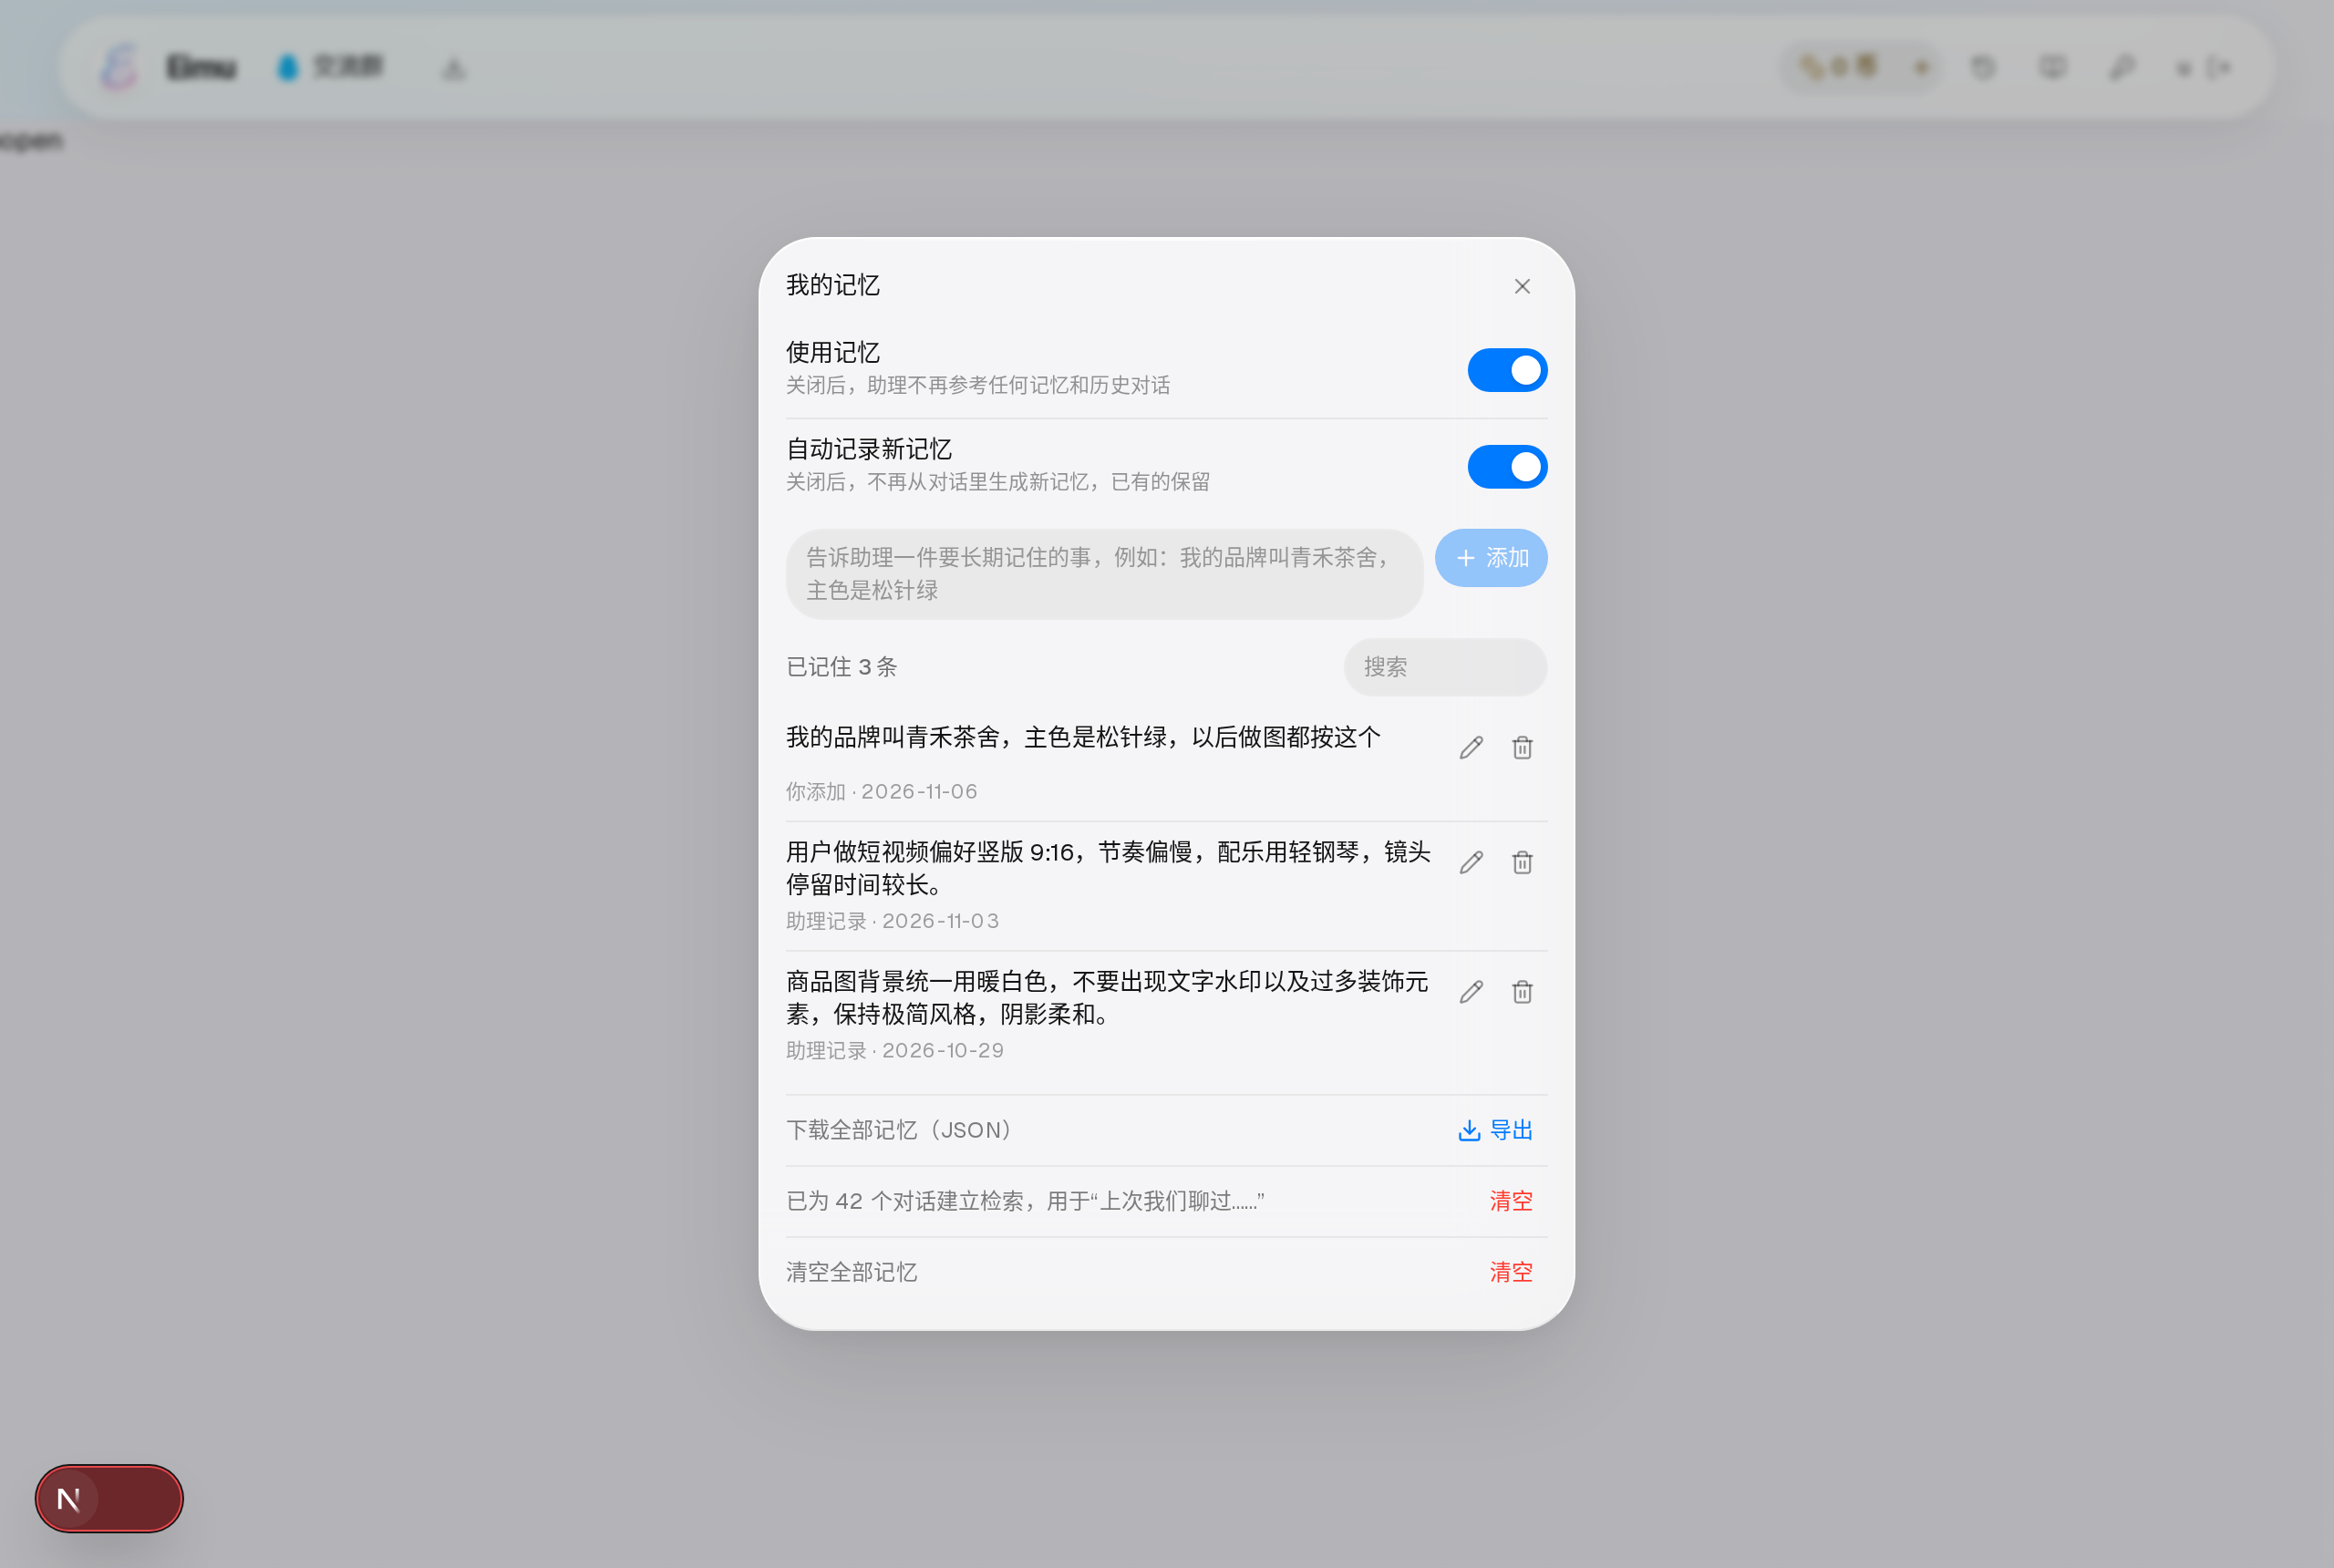 Eimu
交流群
0 币
open
我的记忆
使用记忆
关闭后，助理不再参考任何记忆和历史对话
自动记录新记忆
关闭后，不再从对话里生成新记忆，已有的保留
告诉助理一件要长期记住的事，例如：我的品牌叫青禾茶舍，
主色是松针绿
添加
已记住 3 条
搜索
我的品牌叫青禾茶舍，主色是松针绿，以后做图都按这个
你添加 · 2026-11-06
用户做短视频偏好竖版 9:16，节奏偏慢，配乐用轻钢琴，镜头
停留时间较长。
助理记录 · 2026-11-03
商品图背景统一用暖白色，不要出现文字水印以及过多装饰元
素，保持极简风格，阴影柔和。
助理记录 · 2026-10-29
下载全部记忆（JSON）
导出
已为 42 个对话建立检索，用于“上次我们聊过……”
清空
清空全部记忆
清空
N